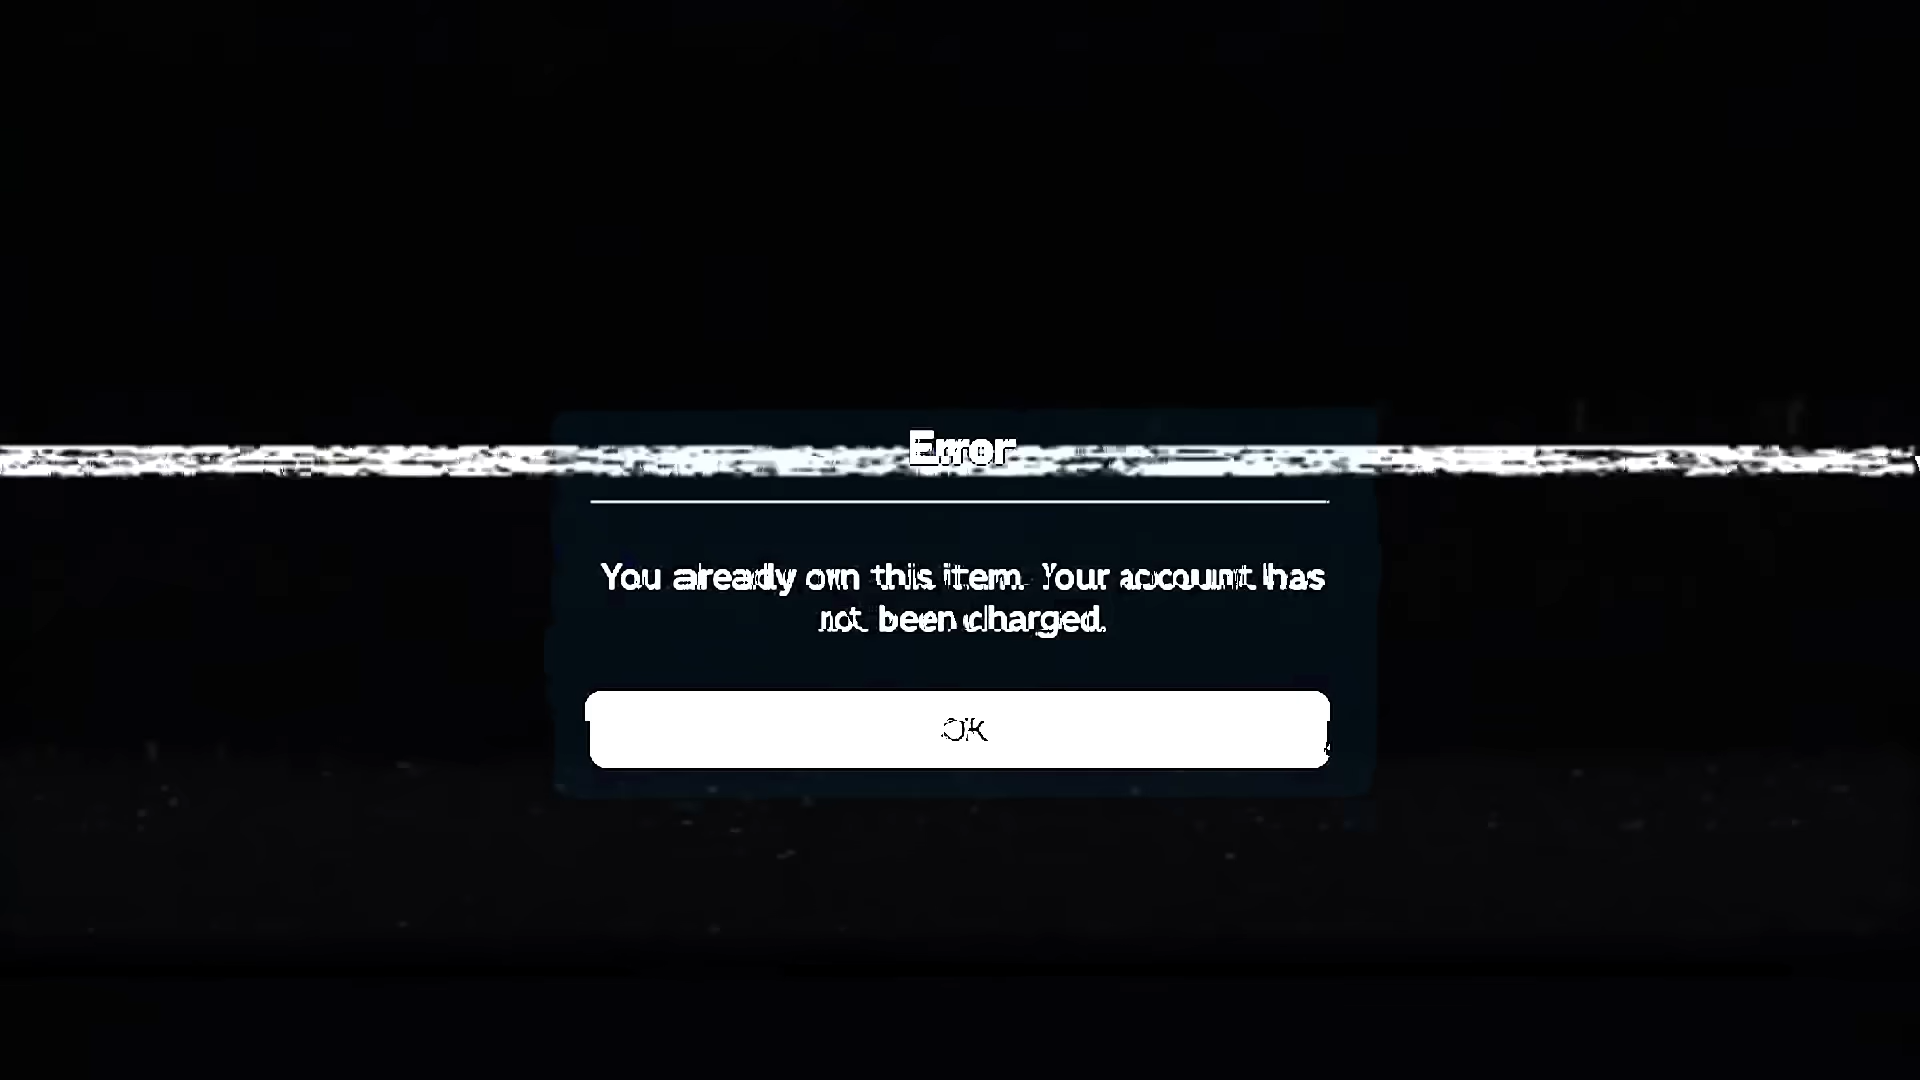 Error
You already own this item. Your account has
not been charged.
OK